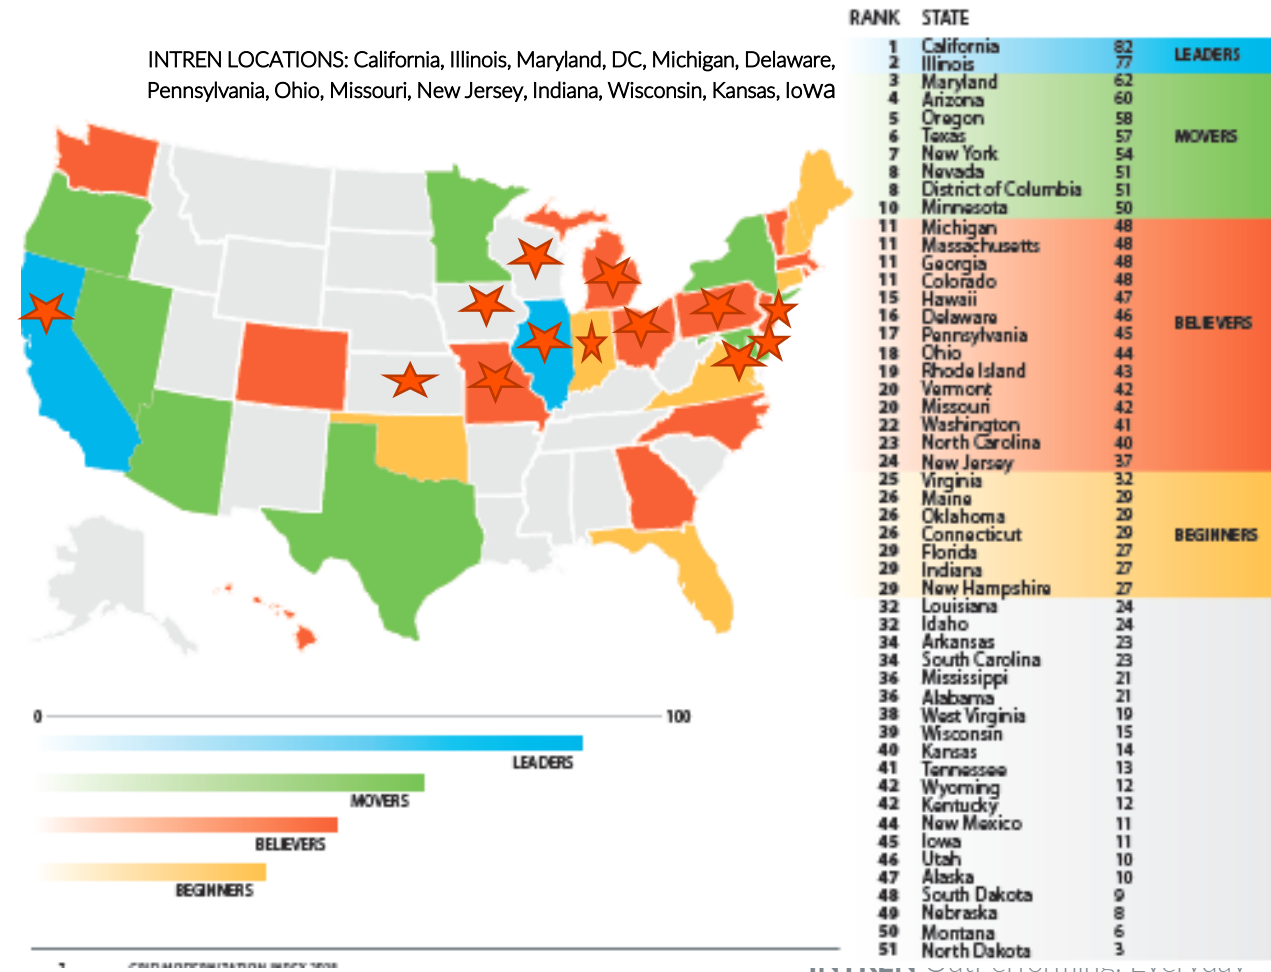 INTREN LOCATIONS: California, Illinois, Maryland, DC, Michigan, Delaware,
Pennsylvania, Ohio, Missouri, New Jersey, Indiana, Wisconsin, Kansas, Iowa
RANK STATE
1 California 82
2 Illinois 77
LEADERS
3 Maryland 62
4 Arizona 60
5 Oregon 58
6 Texas 57 MOVERS
7 New York 54
8 Nevada 51
8 District of Columbia 51
10 Minnesota 50
11 Michigan 48
11 Massachusetts 48
11 Georgia 48
11 Colorado 48
15 Hawaii 47
16 Delaware 46 BELIEVERS
17 Pennsylvania 45
18 Ohio 44
19 Rhode Island 43
20 Vermont 42
20 Missouri 42
22 Washington 41
23 North Carolina 40
24 New Jersey 37
25 Virginia 32
26 Maine 29
26 Oklahoma 29
26 Connecticut 29 BEGINNERS
29 Florida 27
29 Indiana 27
29 New Hampshire 27
32 Louisiana 24
32 Idaho 24
34 Arkansas 23
34 South Carolina 23
36 Mississippi 21
36 Alabama 21
38 West Virginia 19
39 Wisconsin 15
40 Kansas 14
41 Tennessee 13
42 Wyoming 12
42 Kentucky 12
44 New Mexico 11
45 Iowa 11
46 Utah 10
47 Alaska 10
48 South Dakota 9
49 Nebraska 8
50 Montana 6
51 North Dakota 3
0 100
LEADERS
MOVERS
BELIEVERS
BEGINNERS
GRID MODERNIZATION INDEX
INTREN OutPerforming. Everyday